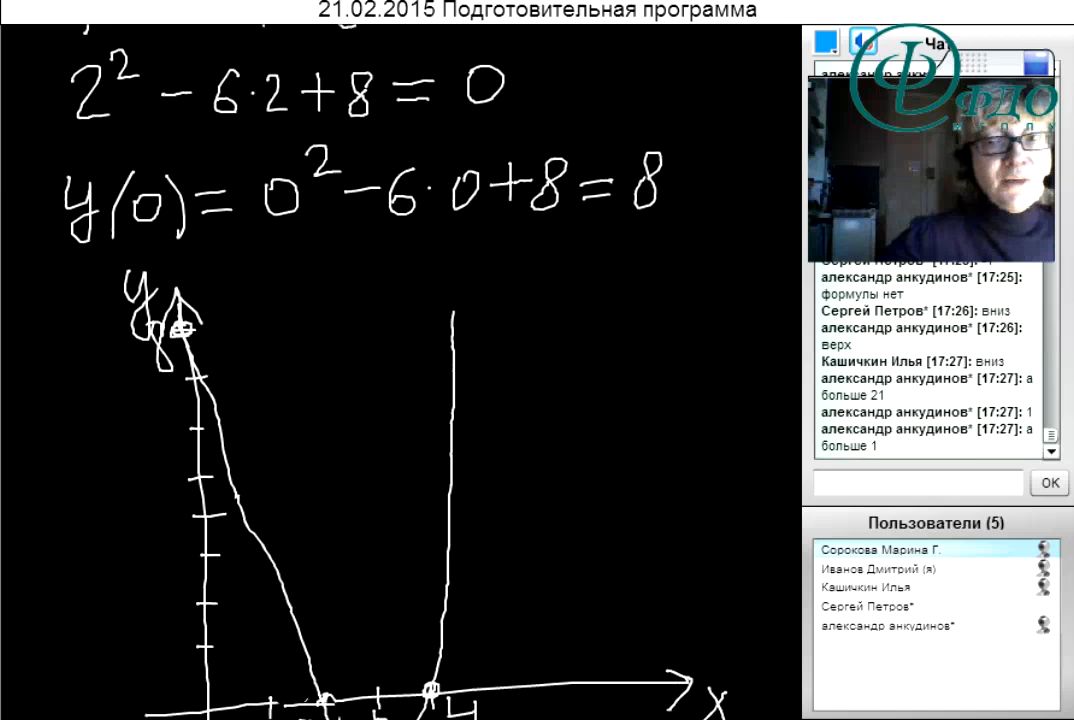 21.02.2015 Подготовительная программа
2² - 6·2+8 = 0
y(0) = 0² - 6·0+8 = 8
y
8
4
x
Чат
ФДО
МГППУ
александр анкудинов* [17:25]:
формулы нет
Сергей Петров* [17:26]: вниз
александр анкудинов* [17:26]:
верх
Кашичкин Илья [17:27]: вниз
александр анкудинов* [17:27]: а
больше 21
александр анкудинов* [17:27]: 1
александр анкудинов* [17:27]: а
больше 1
OK
Пользователи (5)
Сорокова Марина Г.
Иванов Дмитрий (я)
Кашичкин Илья
Сергей Петров*
александр анкудинов*